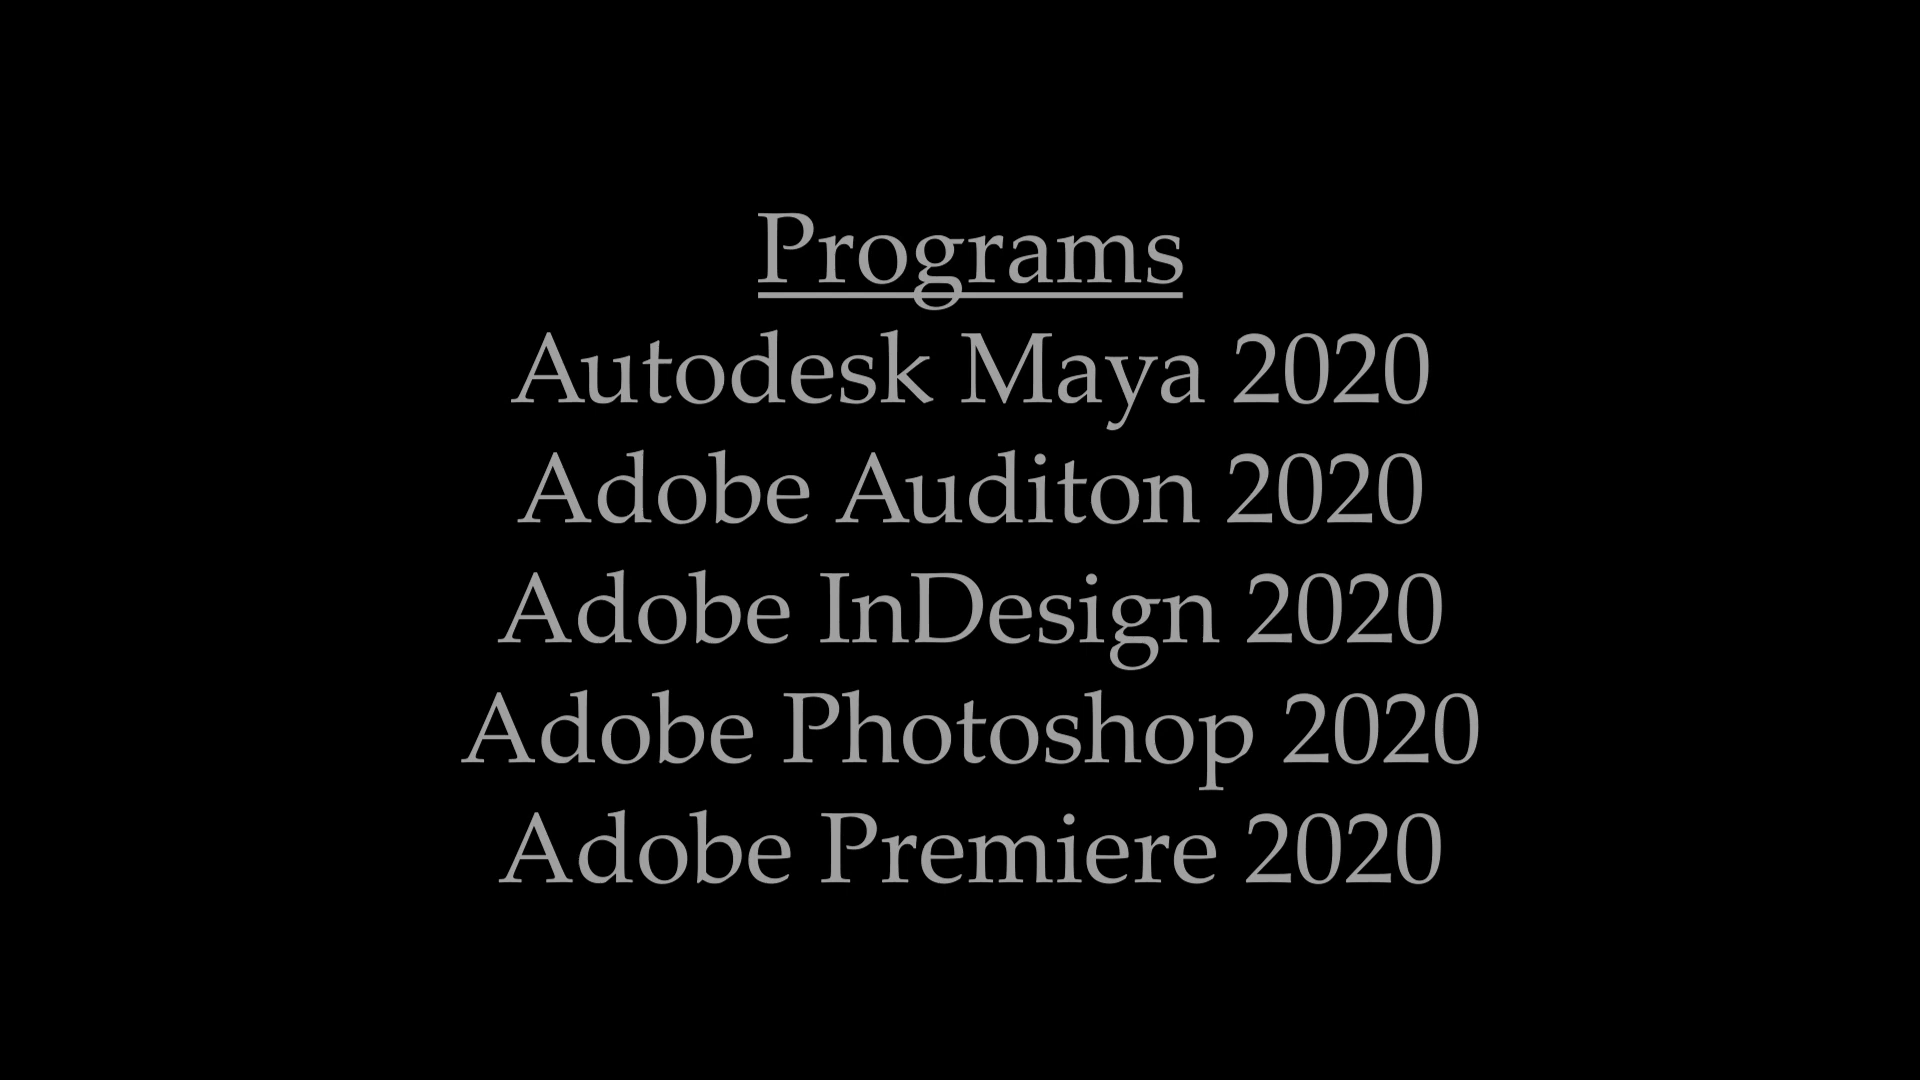 Programs
Autodesk Maya 2020
Adobe Auditon 2020
Adobe InDesign 2020
Adobe Photoshop 2020
Adobe Premiere 2020